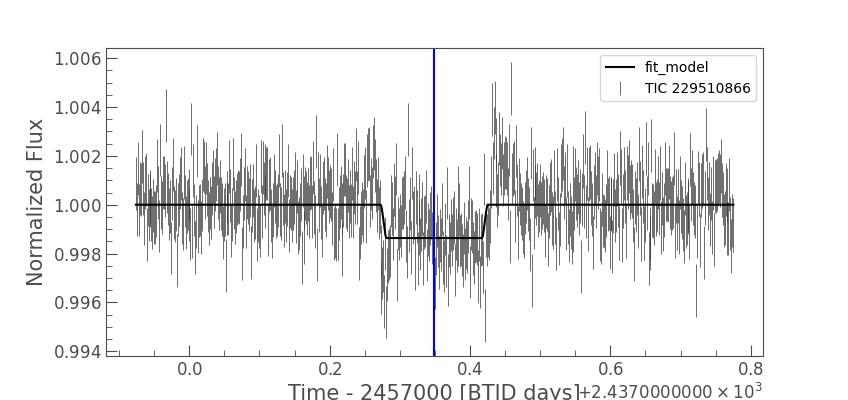 1.006
1.004
1.002
1.000
0.998
0.996
0.994
Normalized Flux
fit_model
TIC 229510866
0.0 0.2 0.4 0.6 0.8
Time - 2457000 [BTJD days]
+2.4370000000 × 10³